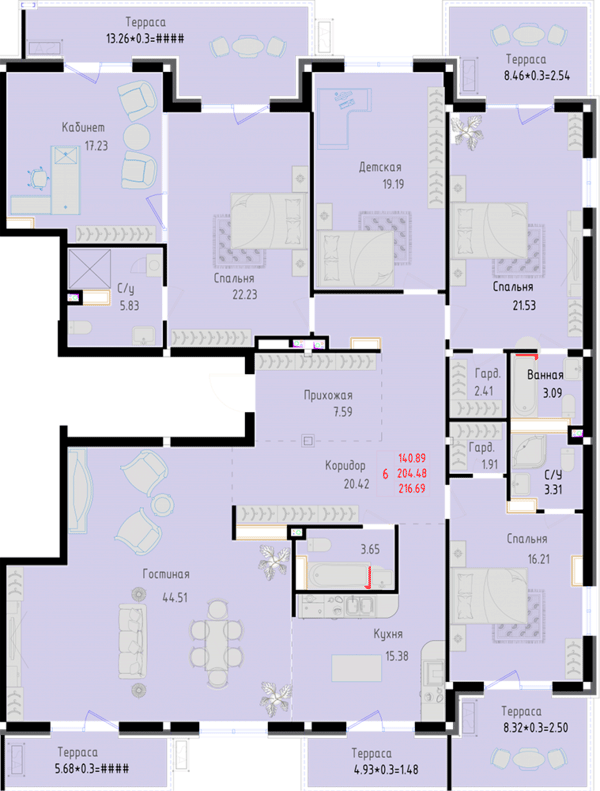 Терраса
13.26*0.3=####
Терраса
8.46*0.3=2.54
Кабинет
17.23
Детская
19.19
Спальня
22.23
Спальня
21.53
С/у
5.83
Гард.
2.41
Ванная
3.09
Прихожая
7.59
Гард.
1.91
С/У
3.31
Коридор
20.42
6
140.89
204.48
216.69
3.65
Спальня
16.21
Гостиная
44.51
Кухня
15.38
Терраса
8.32*0.3=2.50
Терраса
5.68*0.3=####
Терраса
4.93*0.3=1.48